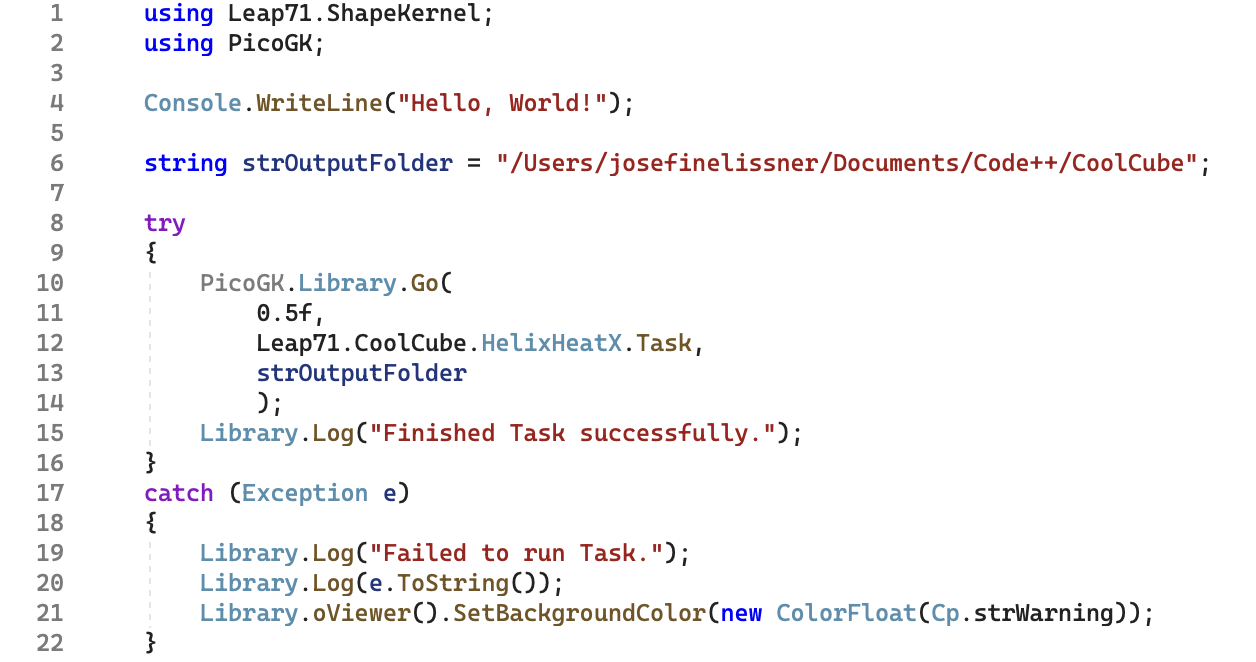 1 using Leap71.ShapeKernel;
2 using PicoGK;
3
4 Console.WriteLine("Hello, World!");
5
6 string strOutputFolder = "/Users/josefinelissner/Documents/Code++/CoolCube";
7
8 try
9 {
10 PicoGK.Library.Go(
11 0.5f,
12 Leap71.CoolCube.HelixHeatX.Task,
13 strOutputFolder
14 );
15 Library.Log("Finished Task successfully.");
16 }
17 catch (Exception e)
18 {
19 Library.Log("Failed to run Task.");
20 Library.Log(e.ToString());
21 Library.oViewer().SetBackgroundColor(new ColorFloat(Cp.strWarning));
22 }